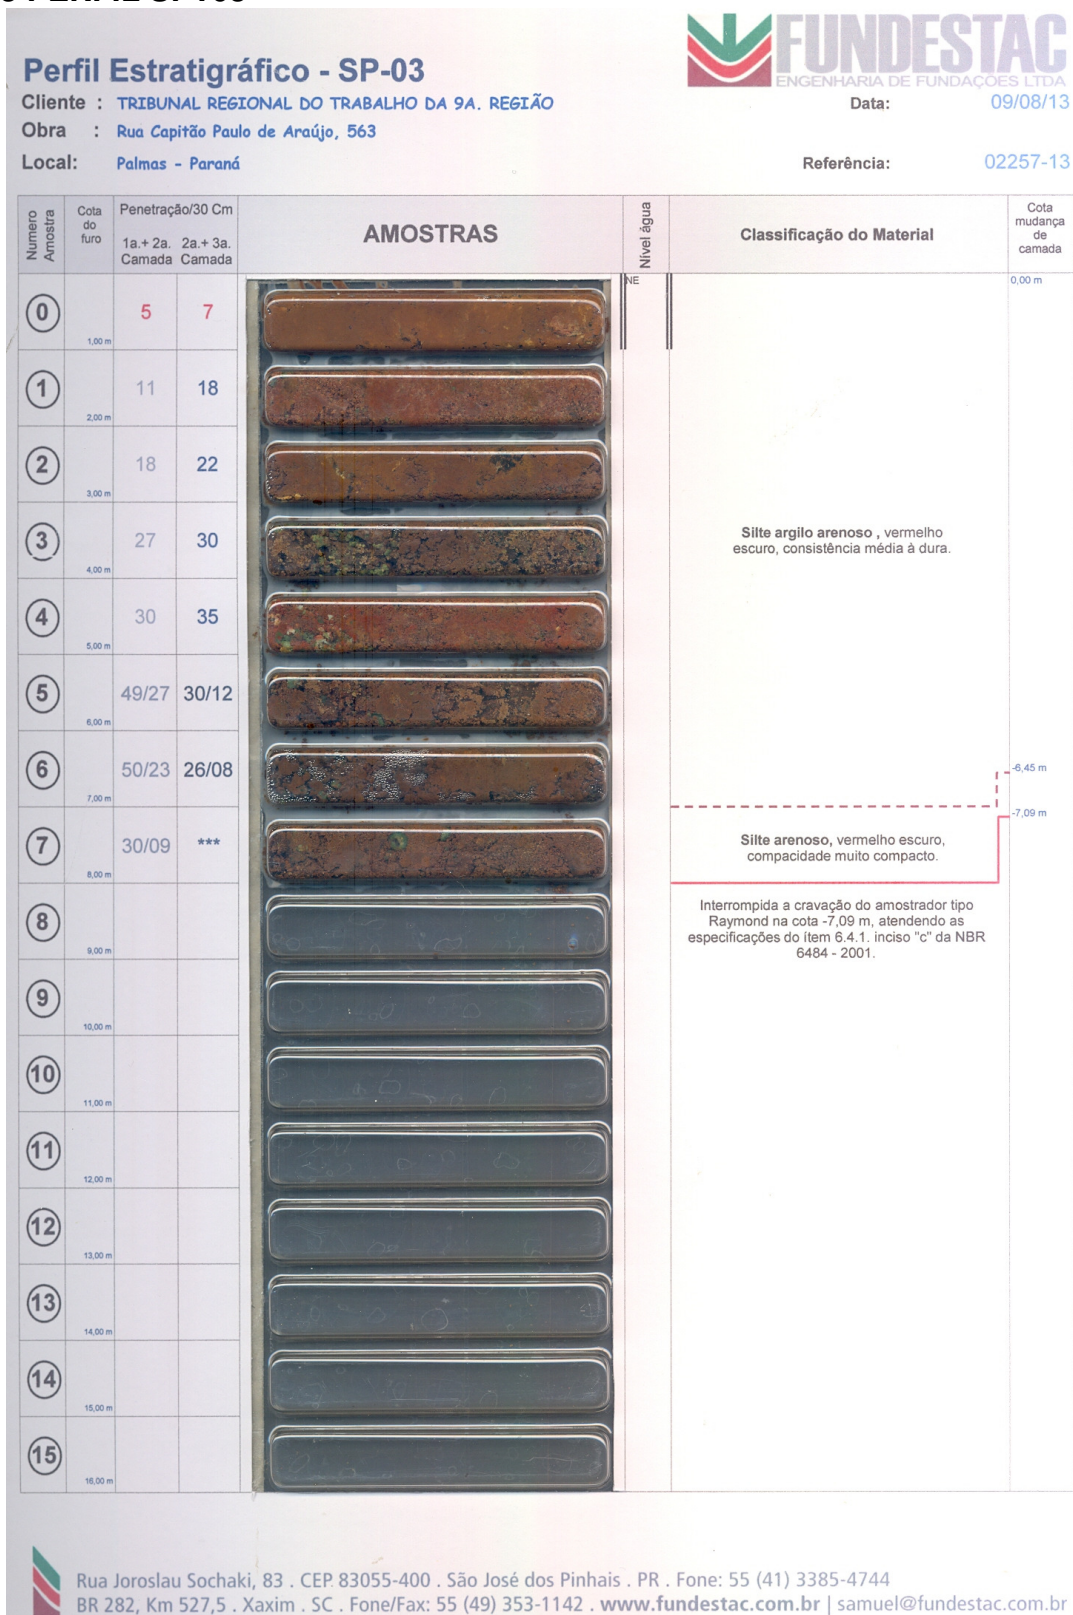 Perfil Estratigráfico - SP-03
FUNDESTAC
ENGENHARIA DE FUNDAÇÕES LTDA
Cliente : TRIBUNAL REGIONAL DO TRABALHO DA 9A. REGIÃO
Data: 09/08/13
Obra : Rua Capitão Paulo de Araújo, 563
Local: Palmas - Paraná
Referência: 02257-13
Numero Amostra
Cota do furo
Penetração/30 Cm
1a.+ 2a. Camada
2a.+ 3a. Camada
AMOSTRAS
Nível água
Classificação do Material
Cota mudança de camada
NE
0,00 m
0 5 7
1,00 m
1 11 18
2,00 m
2 18 22
3,00 m
3 27 30
Silte argilo arenoso , vermelho
escuro, consistência média à dura.
4,00 m
4 30 35
5,00 m
5 49/27 30/12
6,00 m
6 50/23 26/08
-6,45 m
7,00 m
-7,09 m
7 30/09 ***
Silte arenoso, vermelho escuro,
compacidade muito compacto.
8,00 m
8
Interrompida a cravação do amostrador tipo
Raymond na cota -7,09 m, atendendo as
especificações do ítem 6.4.1. inciso "c" da NBR
6484 - 2001.
9,00 m
9
10,00 m
10
11,00 m
11
12,00 m
12
13,00 m
13
14,00 m
14
15,00 m
15
16,00 m
Rua Joroslau Sochaki, 83 . CEP. 83055-400 . São José dos Pinhais . PR . Fone: 55 (41) 3385-4744
BR 282, Km 527,5 . Xaxim . SC . Fone/Fax: 55 (49) 353-1142 . www.fundestac.com.br | samuel@fundestac.com.br